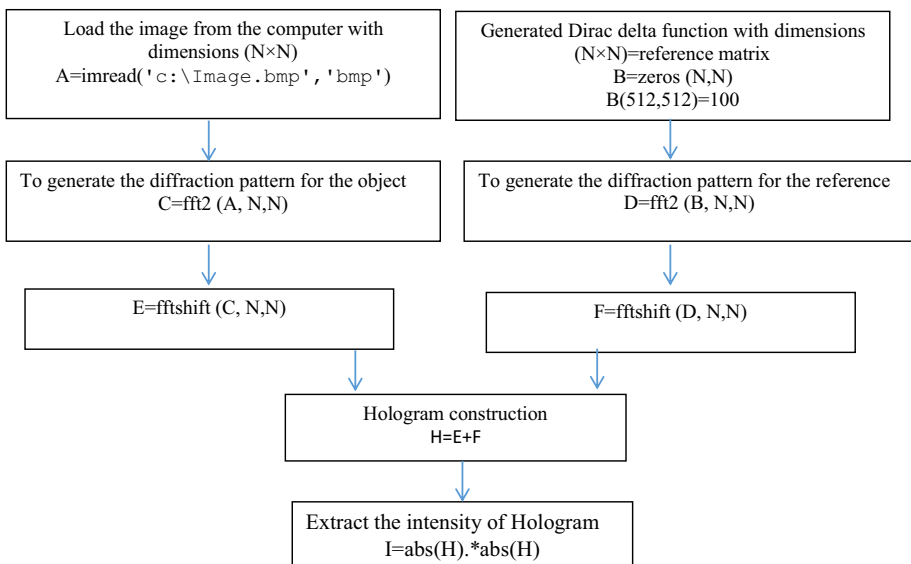 Load the image from the computer with
dimensions (N×N)
A=imread('c:\Image.bmp','bmp')
Generated Dirac delta function with dimensions
(N×N)=reference matrix
B=zeros (N,N)
B(512,512)=100
To generate the diffraction pattern for the object
C=fft2 (A, N,N)
To generate the diffraction pattern for the reference
D=fft2 (B, N,N)
E=fftshift (C, N,N)
F=fftshift (D, N,N)
Hologram construction
H=E+F
Extract the intensity of Hologram
I=abs(H).*abs(H)